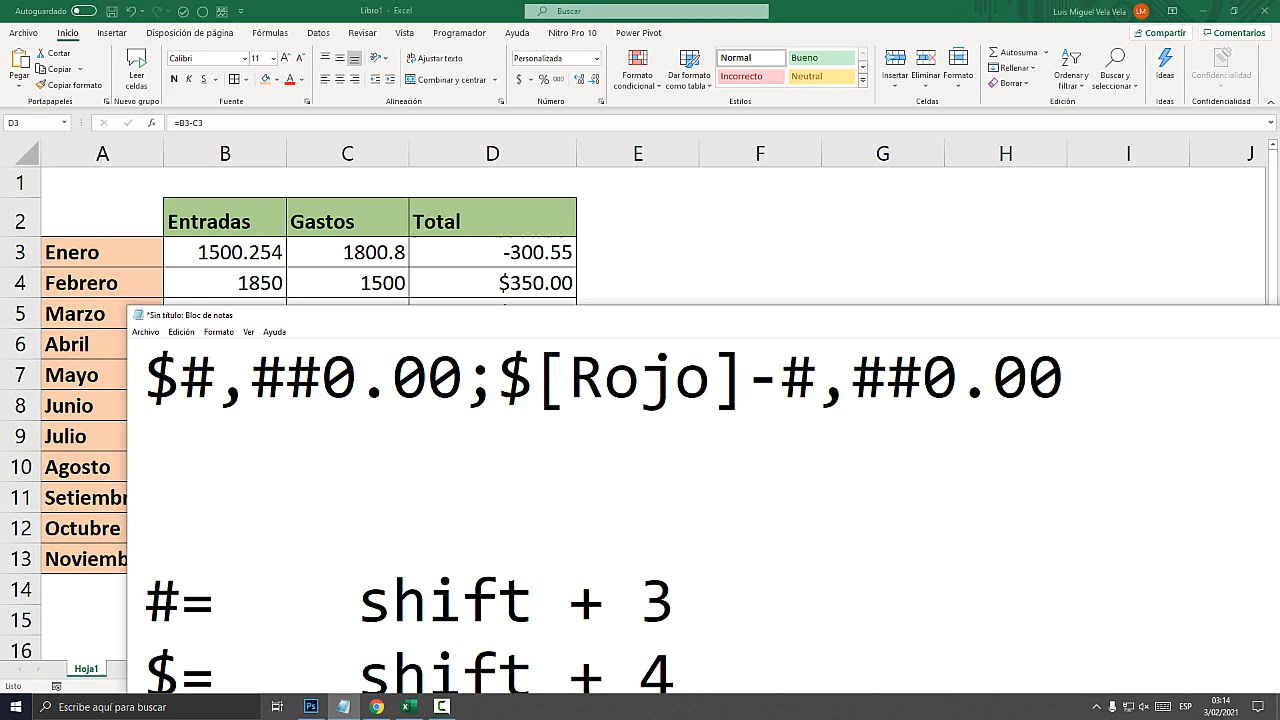 Autoguardado
Libro1 - Excel
Buscar
Luis Miguel Vela Vela
LM
Archivo Inicio Insertar Disposición de página Fórmulas Datos Revisar Vista Programador Ayuda Nitro Pro 10 Power Pivot
Compartir Comentarios
Pegar
Cortar
Copiar
Copiar formato
Portapapeles
Leer celdas
Nuevo grupo
Calibri 11
N K S
Fuente
Ajustar texto
Combinar y centrar
Alineación
Personalizada
$ % 000
Número
Formato condicional
Dar formato como tabla
Normal Bueno
Incorrecto Neutral
Estilos
Insertar Eliminar Formato
Celdas
Autosuma
Rellenar
Borrar
Ordenar y filtrar
Buscar y seleccionar
Edición
Ideas
Ideas
Confidencialidad
Confidencialidad
D3 fx =B3-C3
A B C D E F G H I J
1
2 Entradas Gastos Total
3 Enero 1500.254 1800.8 -300.55
4 Febrero 1850 1500 $350.00
5 Marzo
6 Abril
7 Mayo
8 Junio
9 Julio
10 Agosto
11 Setiembr
12 Octubre
13 Noviemb
14
15
16
*Sin título: Bloc de notas
Archivo Edición Formato Ver Ayuda
$#,##0.00;$[Rojo]-#,##0.00
#= shift + 3
$= shift + 4
Hoja1
Listo
Escribe aquí para buscar
ESP
03:14
3/02/2021